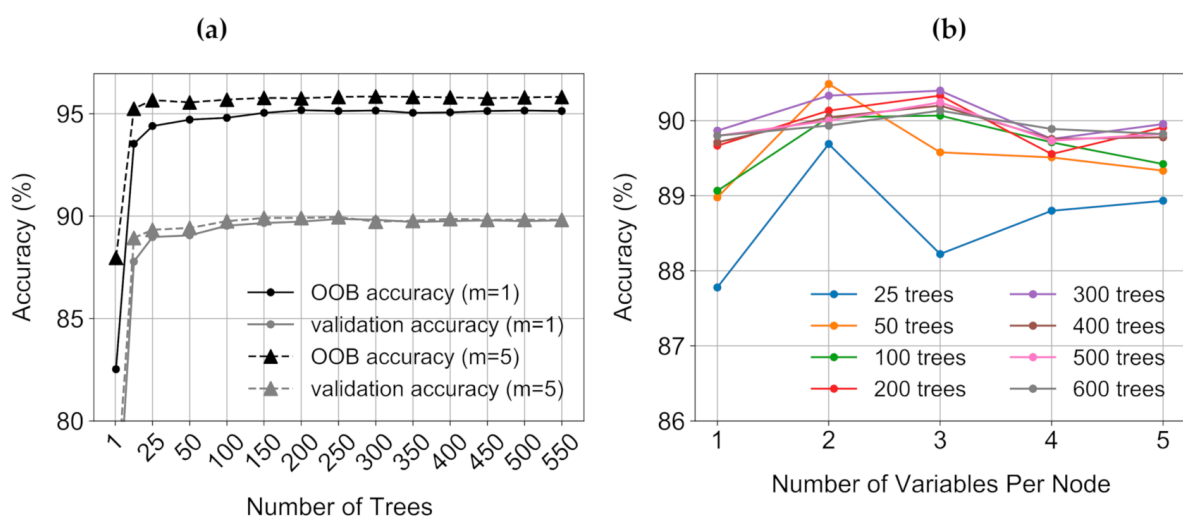 (a)
Accuracy (%)
95
90
85
80
OOB accuracy (m=1)
validation accuracy (m=1)
OOB accuracy (m=5)
validation accuracy (m=5)
1 25 50 100 150 200 250 300 350 400 450 500 550
Number of Trees
(b)
Accuracy (%)
90
89
88
87
86
25 trees
50 trees
100 trees
200 trees
300 trees
400 trees
500 trees
600 trees
1 2 3 4 5
Number of Variables Per Node